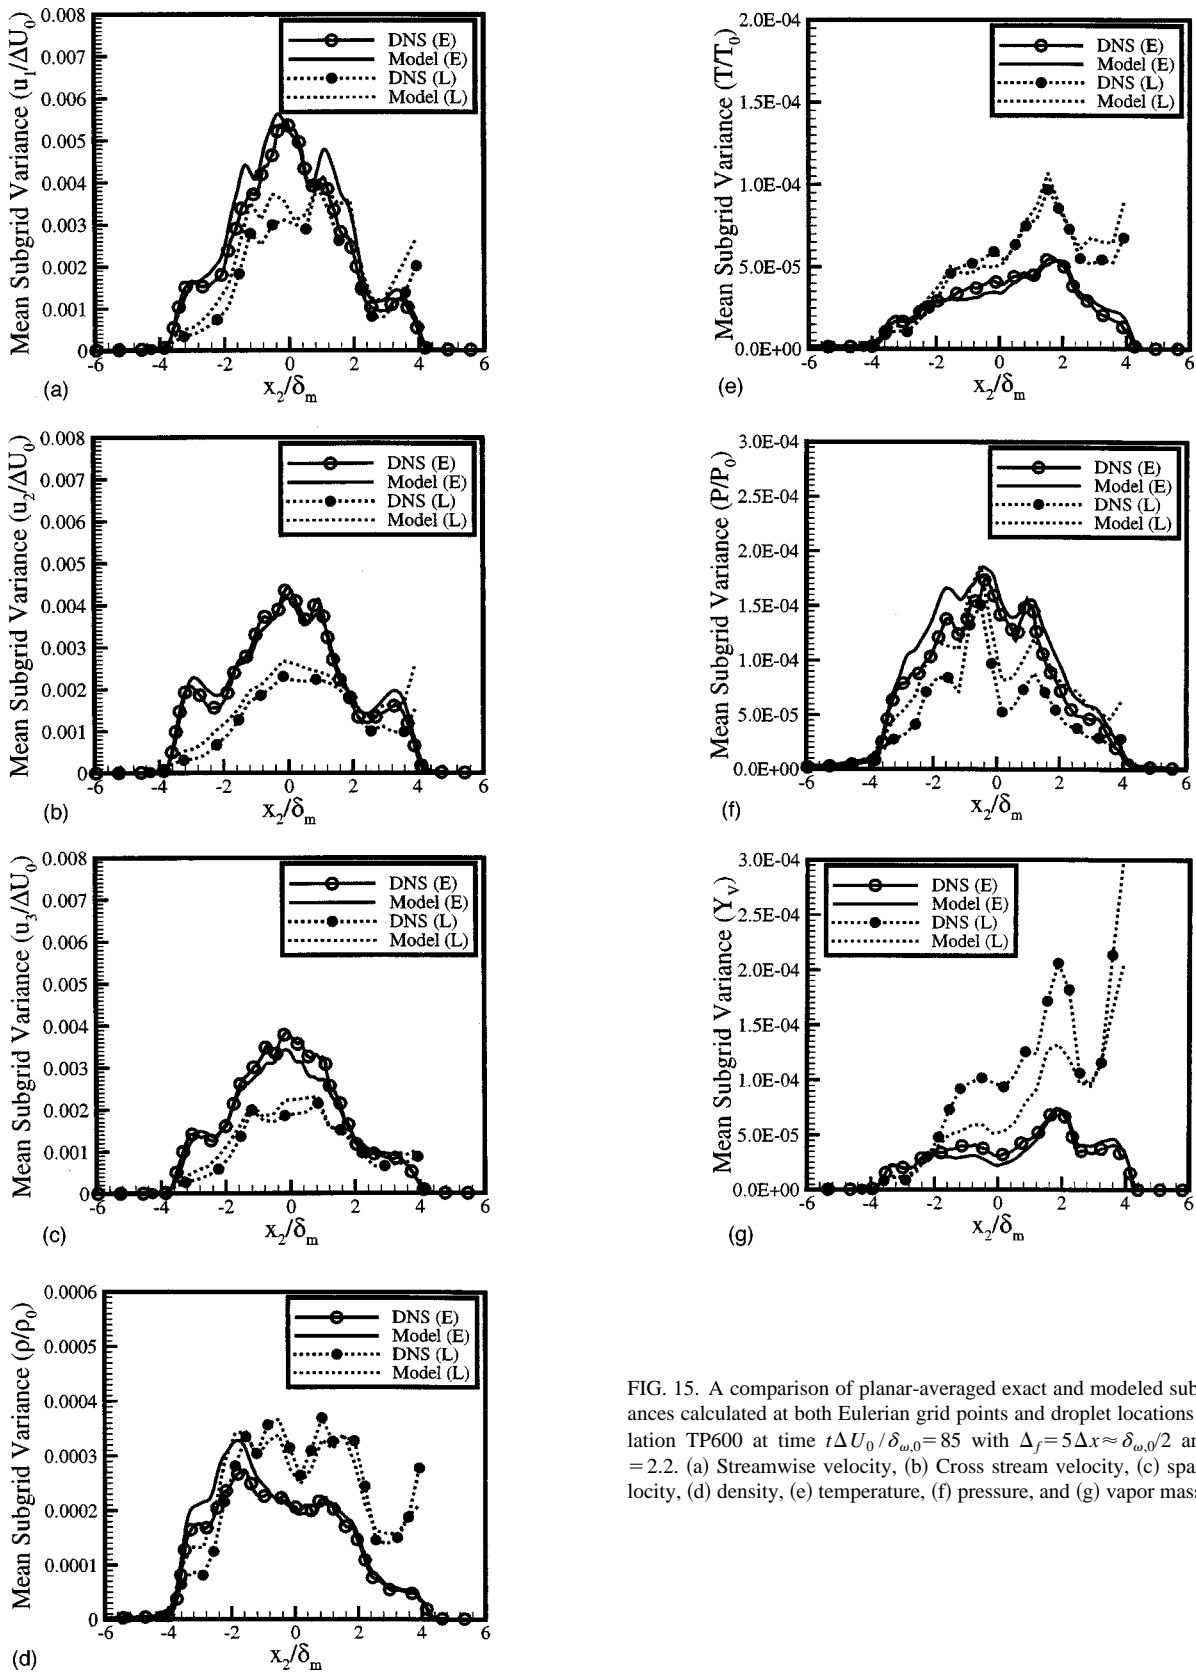 Mean Subgrid Variance (u1/ΔU0)
0.008
0.007
0.006
0.005
0.004
0.003
0.002
0.001
0
DNS (E)
Model (E)
DNS (L)
Model (L)
-6 -4 -2 0 2 4 6
x2/δm
(a)
Mean Subgrid Variance (u2/ΔU0)
0.008
0.007
0.006
0.005
0.004
0.003
0.002
0.001
0
DNS (E)
Model (E)
DNS (L)
Model (L)
-6 -4 -2 0 2 4 6
x2/δm
(b)
Mean Subgrid Variance (u3/ΔU0)
0.008
0.007
0.006
0.005
0.004
0.003
0.002
0.001
0
DNS (E)
Model (E)
DNS (L)
Model (L)
-6 -4 -2 0 2 4 6
x2/δm
(c)
Mean Subgrid Variance (ρ/ρ0)
0.0006
0.0005
0.0004
0.0003
0.0002
0.0001
0
DNS (E)
Model (E)
DNS (L)
Model (L)
-6 -4 -2 0 2 4 6
x2/δm
(d)
Mean Subgrid Variance (T/T0)
2.0E-04
1.5E-04
1.0E-04
5.0E-05
0.0E+00
DNS (E)
Model (E)
DNS (L)
Model (L)
-6 -4 -2 0 2 4 6
x2/δm
(e)
Mean Subgrid Variance (P/P0)
3.0E-04
2.5E-04
2.0E-04
1.5E-04
1.0E-04
5.0E-05
0.0E+00
DNS (E)
Model (E)
DNS (L)
Model (L)
-6 -4 -2 0 2 4 6
x2/δm
(f)
Mean Subgrid Variance (YV)
3.0E-04
2.5E-04
2.0E-04
1.5E-04
1.0E-04
5.0E-05
0.0E+00
DNS (E)
Model (E)
DNS (L)
Model (L)
-6 -4 -2 0 2 4 6
x2/δm
(g)
FIG. 15. A comparison of planar-averaged exact and modeled sub
ances calculated at both Eulerian grid points and droplet locations
lation TP600 at time tΔU0/δω,0=85 with Δf=5Δx≈δω,0/2 an
=2.2. (a) Streamwise velocity, (b) Cross stream velocity, (c) spa
locity, (d) density, (e) temperature, (f) pressure, and (g) vapor mass